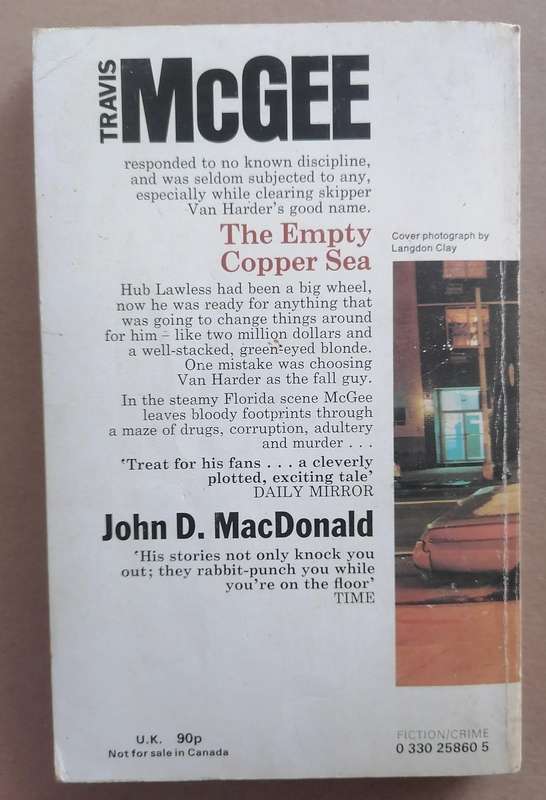 TRAVIS
McGEE
responded to no known discipline,
and was seldom subjected to any,
especially while clearing skipper
Van Harder's good name.
The Empty
Copper Sea
Hub Lawless had been a big wheel,
now he was ready for anything that
was going to change things around
for him – like two million dollars and
a well-stacked, green-eyed blonde.
One mistake was choosing
Van Harder as the fall guy.
In the steamy Florida scene McGee
leaves bloody footprints through
a maze of drugs, corruption, adultery
and murder . . .
‘Treat for his fans . . . a cleverly
plotted, exciting tale’
DAILY MIRROR
John D. MacDonald
‘His stories not only knock you
out; they rabbit-punch you while
you’re on the floor’
TIME
Cover photograph by
Langdon Clay
U.K. 90p
Not for sale in Canada
FICTION/CRIME
0 330 25860 5